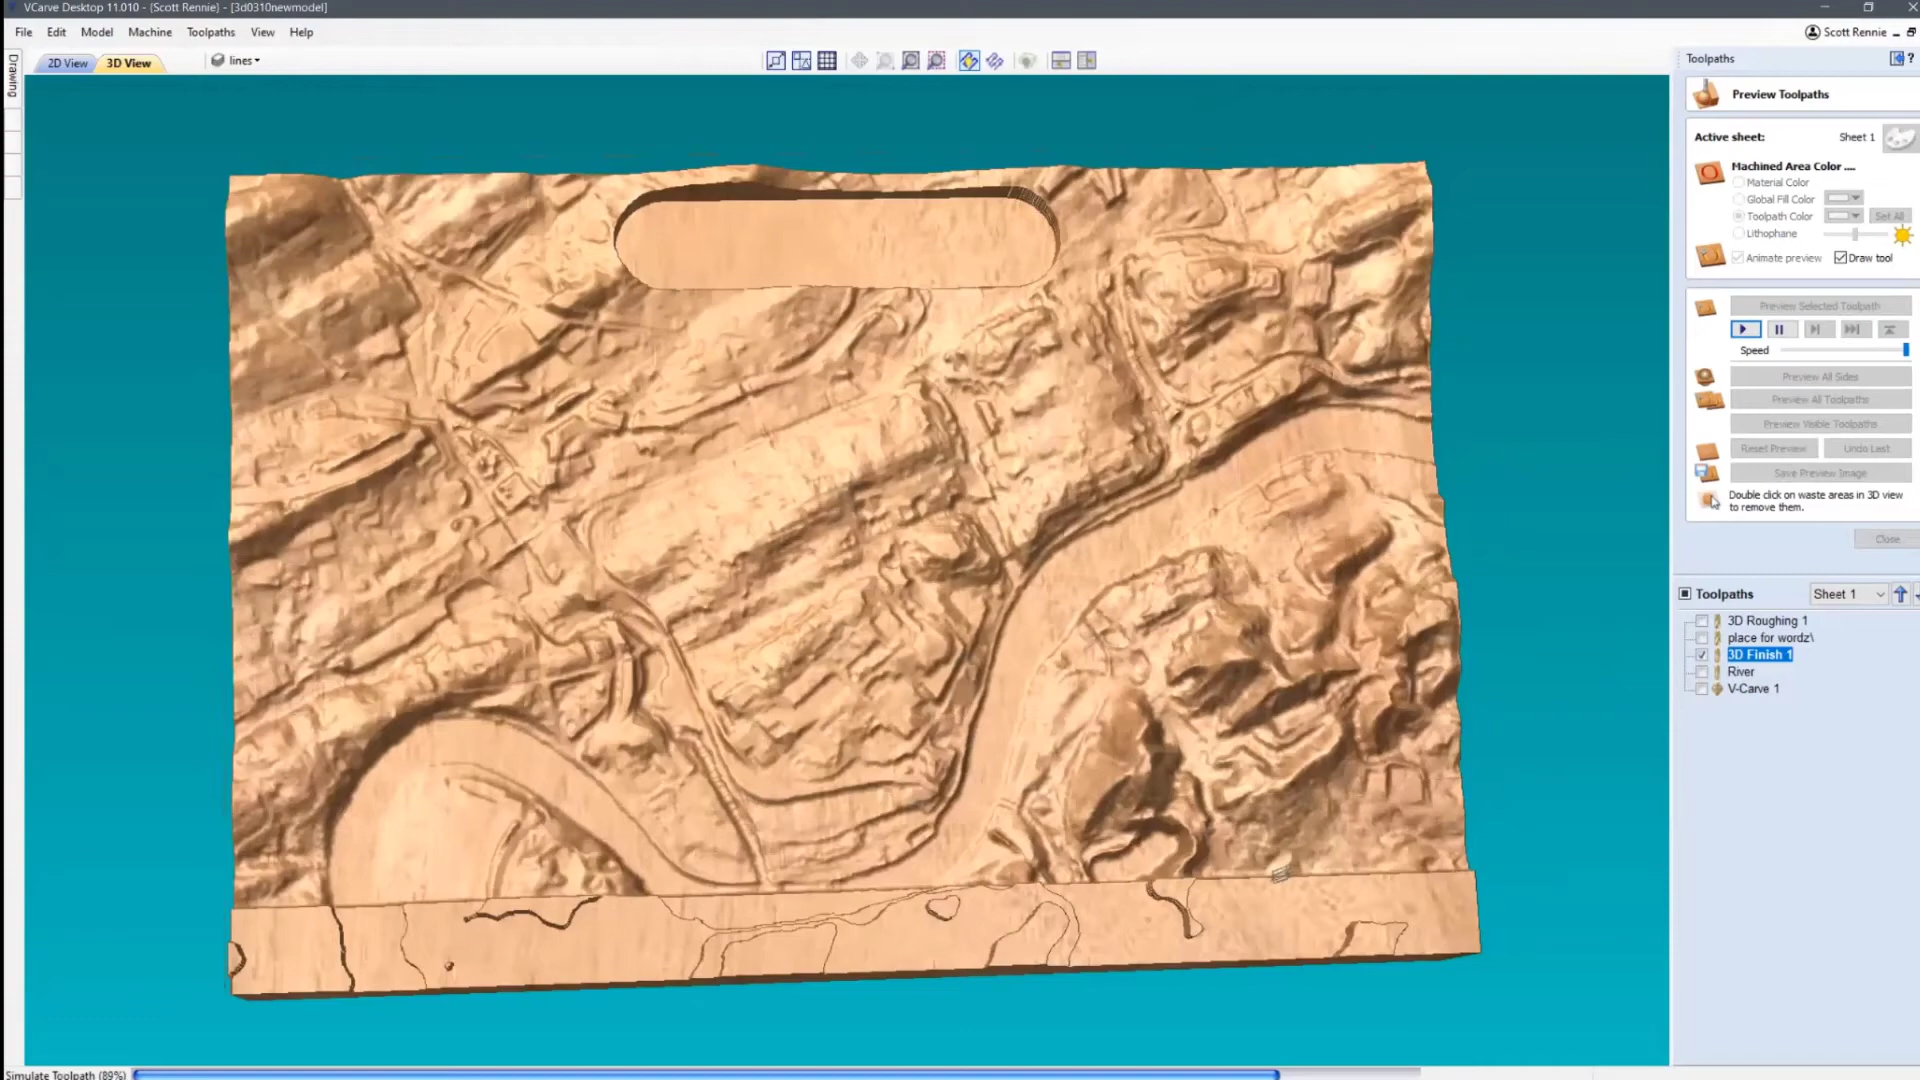 VCarve Desktop 11.010 - {Scott Rennie} - [3d0310newmodel]
File Edit Model Machine Toolpaths View Help
Scott Rennie
Drawing
2D View 3D View lines
Toolpaths
?
Preview Toolpaths
Active sheet: Sheet 1
Machined Area Color ....
Material Color
Global Fill Color
Toolpath Color Set All
Lithophane
Animate preview Draw tool
Preview Selected Toolpath
Speed
Preview All Sides
Preview All Toolpaths
Preview Visible Toolpaths
Reset Preview Undo Last
Save Preview Image
Double click on waste areas in 3D view
to remove them.
Close
Toolpaths Sheet 1
3D Roughing 1
place for wordz\
3D Finish 1
River
V-Carve 1
Simulate Toolpath (89%)